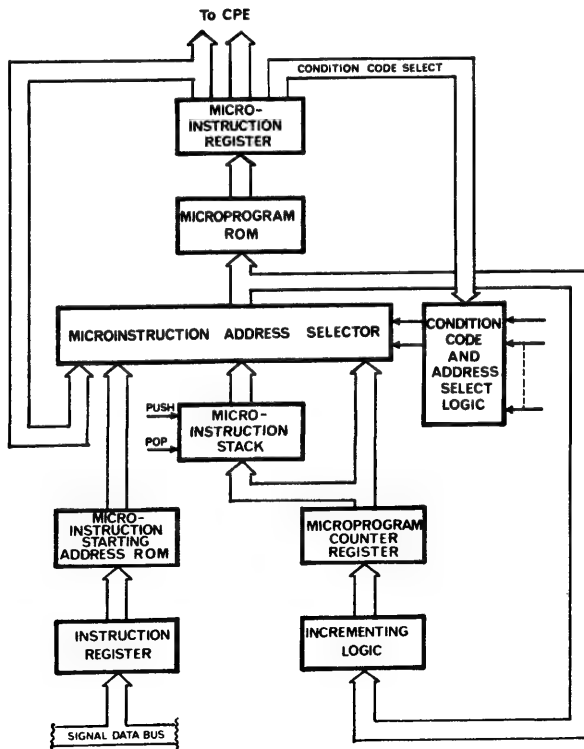 To CPE
CONDITION CODE SELECT
MICRO-
INSTRUCTION
REGISTER
MICROPROGRAM
ROM
MICROINSTRUCTION ADDRESS SELECTOR
CONDITION
CODE
AND
ADDRESS
SELECT
LOGIC
PUSH
POP
MICRO-
INSTRUCTION
STACK
MICRO-
INSTRUCTION
STARTING
ADDRESS ROM
MICROPROGRAM
COUNTER
REGISTER
INSTRUCTION
REGISTER
INCREMENTING
LOGIC
SIGNAL DATA BUS